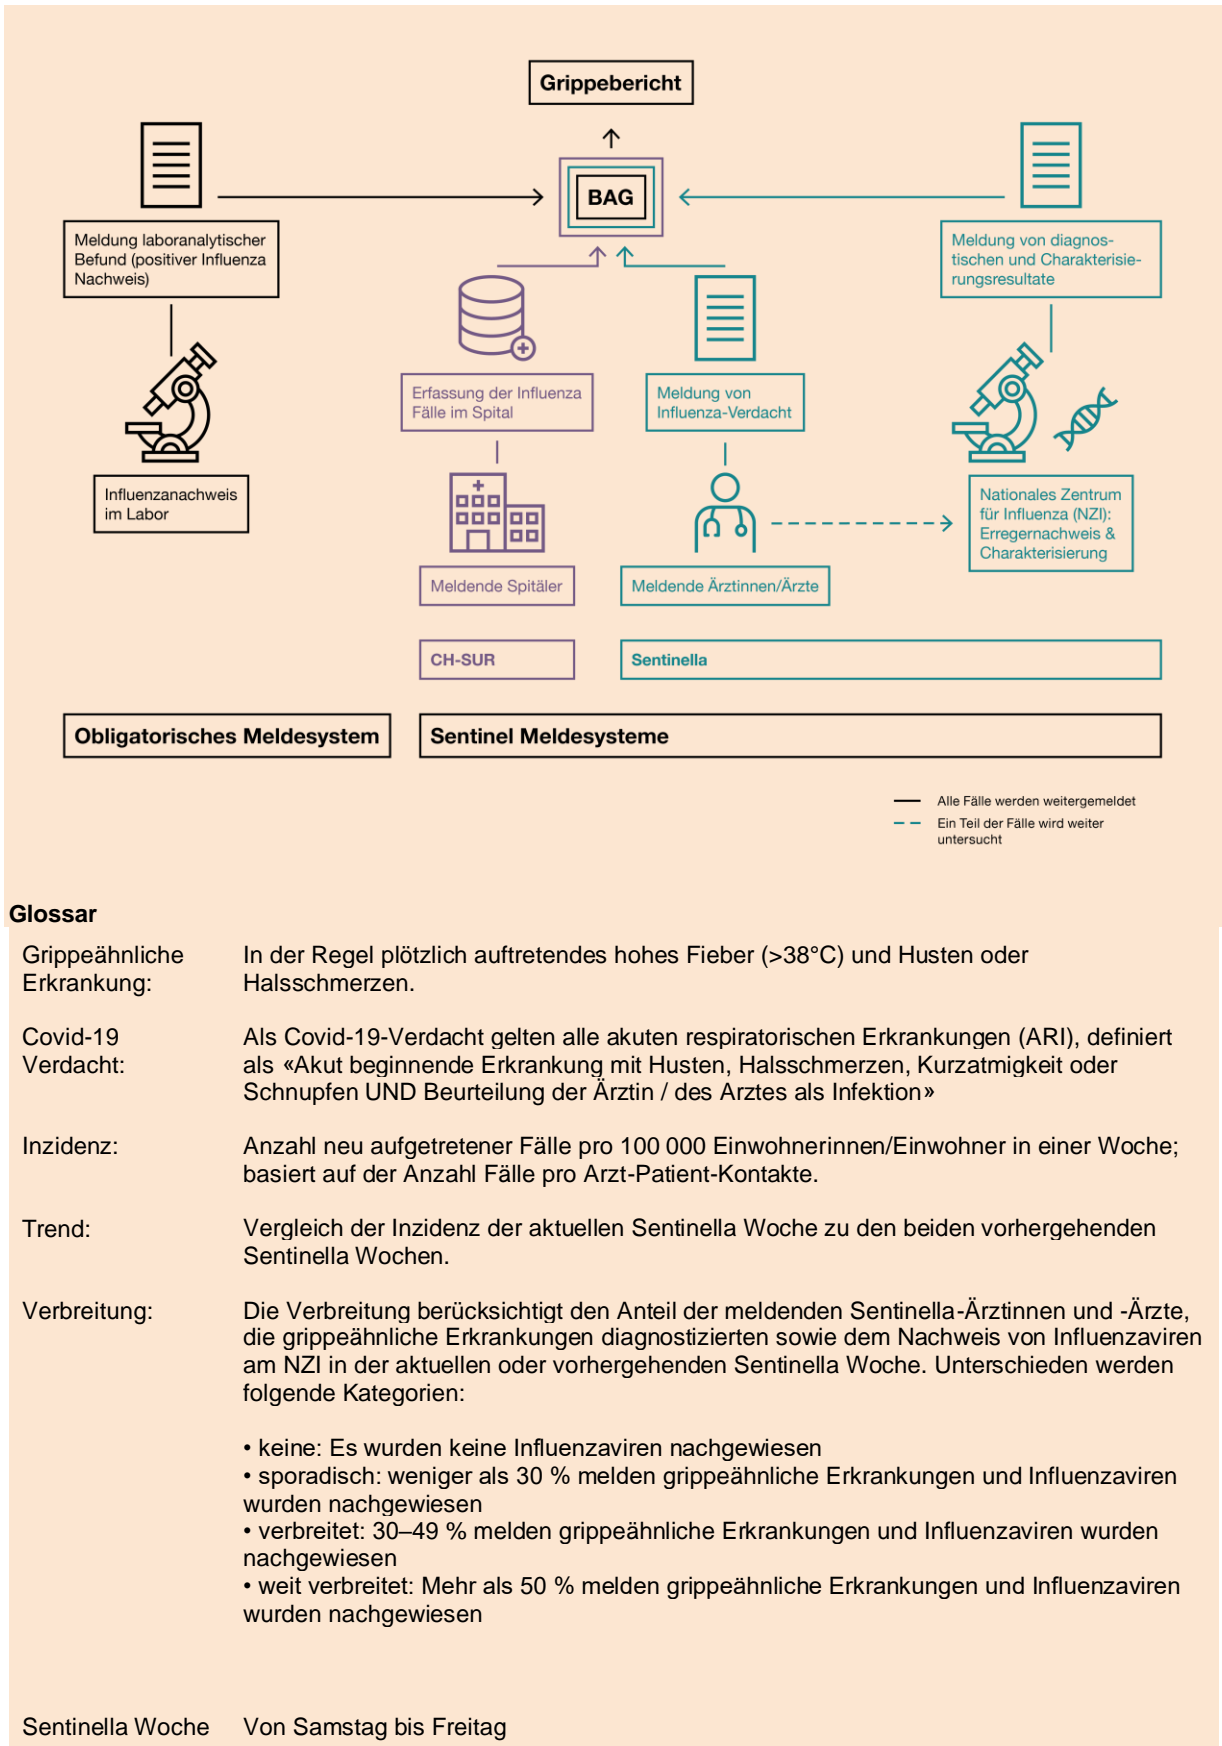 Grippebericht
BAG
Meldung laboranalytischer
Befund (positiver Influenza
Nachweis)
Meldung von diagnos-
tischen und Charakterisie-
rungsresultate
Erfassung der Influenza
Fälle im Spital
Meldung von
Influenza-Verdacht
Influenzanachweis
im Labor
Nationales Zentrum
für Influenza (NZI):
Erregernachweis &
Charakterisierung
Meldende Spitäler
Meldende Ärztinnen/Ärzte
CH-SUR
Sentinella
Obligatorisches Meldesystem
Sentinel Meldesysteme
Alle Fälle werden weitergemeldet
Ein Teil der Fälle wird weiter
untersucht
Glossar
Grippeähnliche
Erkrankung:
In der Regel plötzlich auftretendes hohes Fieber (>38°C) und Husten oder
Halsschmerzen.
Covid-19
Verdacht:
Als Covid-19-Verdacht gelten alle akuten respiratorischen Erkrankungen (ARI), definiert
als «Akut beginnende Erkrankung mit Husten, Halsschmerzen, Kurzatmigkeit oder
Schnupfen UND Beurteilung der Ärztin / des Arztes als Infektion»
Inzidenz:
Anzahl neu aufgetretener Fälle pro 100 000 Einwohnerinnen/Einwohner in einer Woche;
basiert auf der Anzahl Fälle pro Arzt-Patient-Kontakte.
Trend:
Vergleich der Inzidenz der aktuellen Sentinella Woche zu den beiden vorhergehenden
Sentinella Wochen.
Verbreitung:
Die Verbreitung berücksichtigt den Anteil der meldenden Sentinella-Ärztinnen und -Ärzte,
die grippeähnliche Erkrankungen diagnostizierten sowie dem Nachweis von Influenzaviren
am NZI in der aktuellen oder vorhergehenden Sentinella Woche. Unterschieden werden
folgende Kategorien:
• keine: Es wurden keine Influenzaviren nachgewiesen
• sporadisch: weniger als 30 % melden grippeähnliche Erkrankungen und Influenzaviren
wurden nachgewiesen
• verbreitet: 30–49 % melden grippeähnliche Erkrankungen und Influenzaviren wurden
nachgewiesen
• weit verbreitet: Mehr als 50 % melden grippeähnliche Erkrankungen und Influenzaviren
wurden nachgewiesen
Sentinella Woche
Von Samstag bis Freitag